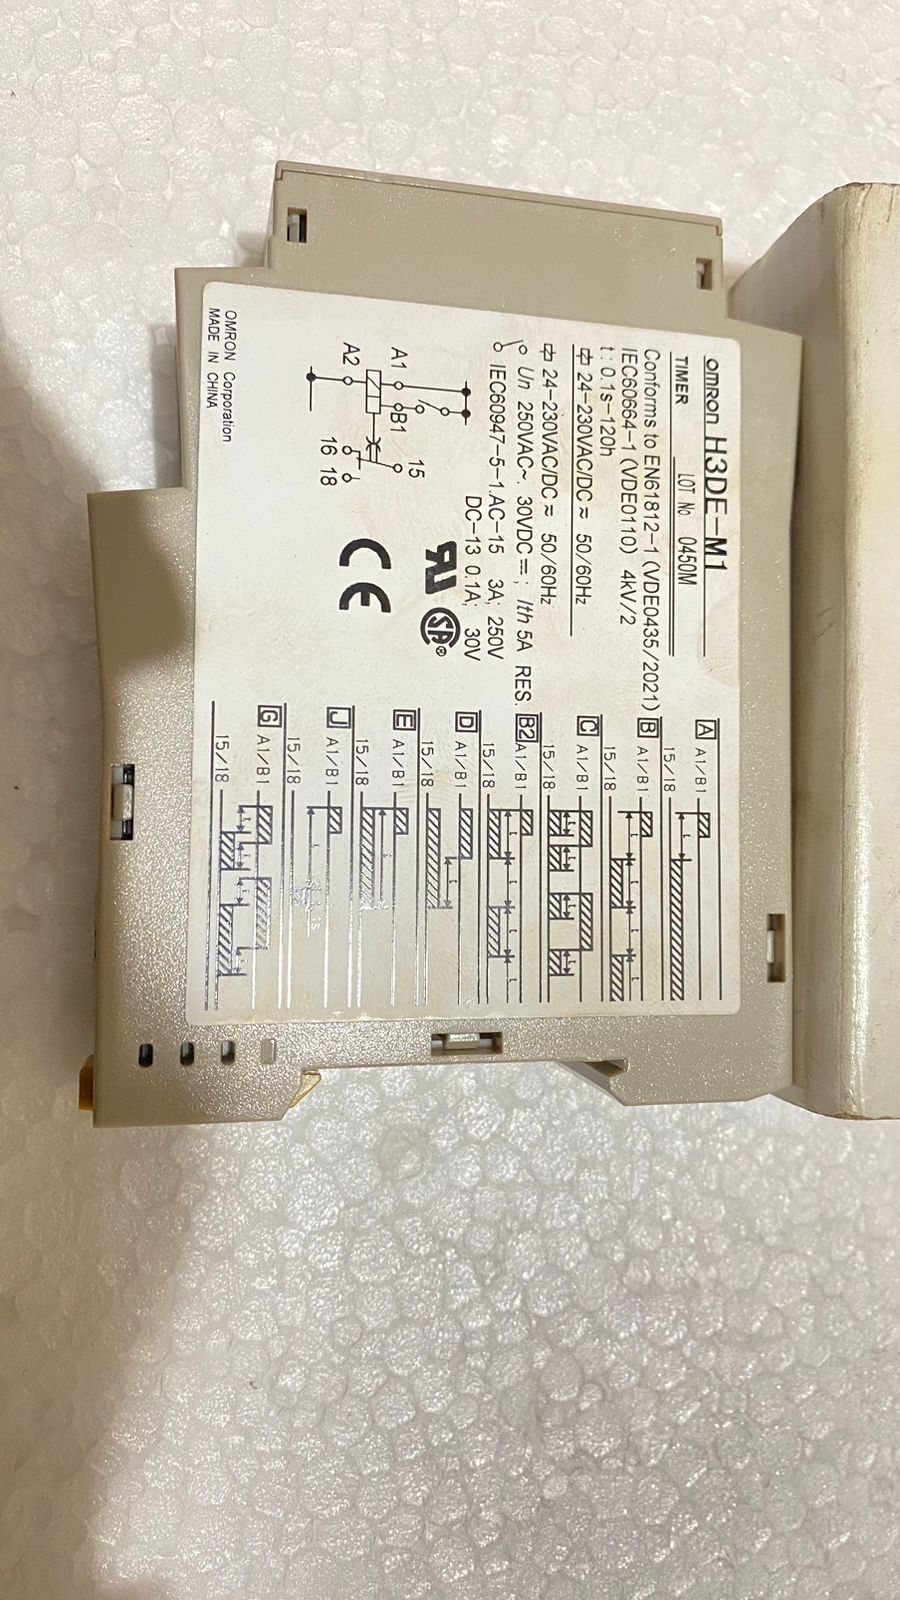 OMRON H3DE-M1
TIMER LOT No 0450M
Conforms to EN61812-1 (VDE0435/2021)
IEC60664-1 (VDE0110) 4kV/2
t : 0.1s-120h
24-230VAC/DC≂ 50/60Hz
24-230VAC/DC≂ 50/60Hz
Un 250VAC~. 30VDC⎓; Ith 5A RES.
IEC60947-5-1.AC-15 3A; 250V
DC-13 0.1A; 30V
A1 B1 15
A2 16 18
RU SA®
CE
OMRON Corporation
MADE IN CHINA
A A1/B1
15/18 t
B A1/B1
15/18 t t t
C A1/B1
15/18 t t t t
B2 A1/B1
15/18 t t t
D A1/B1
15/18 t
E A1/B1
15/18 t
J A1/B1
15/18 t 1s
G A1/B1
15/18 t t t t